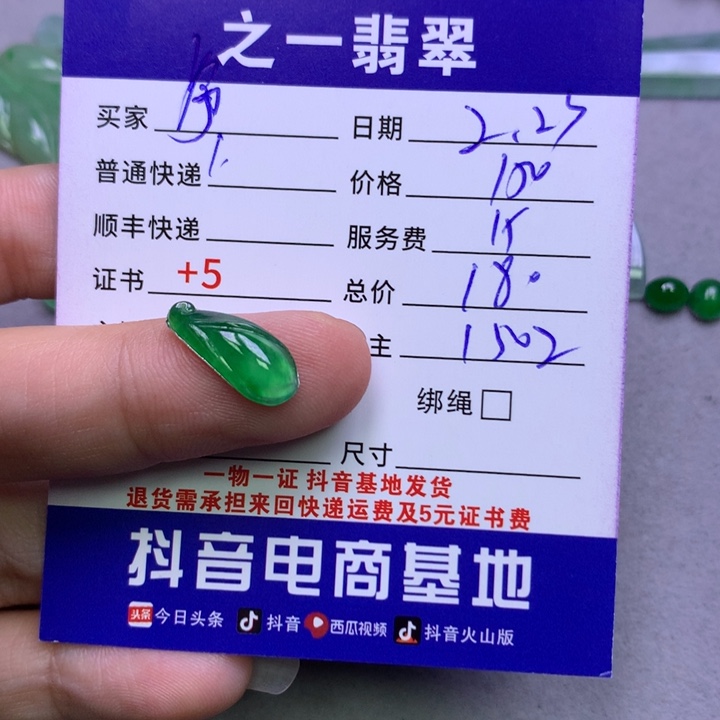 之一翡翠
买家 日期 2.25
普通快递 价格
顺丰快递 服务费 15
证书 +5 总价 180
主 1502
绑绳
尺寸
一物一证 抖音基地发货
退货需承担来回快递运费及5元证书费
抖音电商基地
头条 今日头条 抖音 西瓜视频 抖音火山版